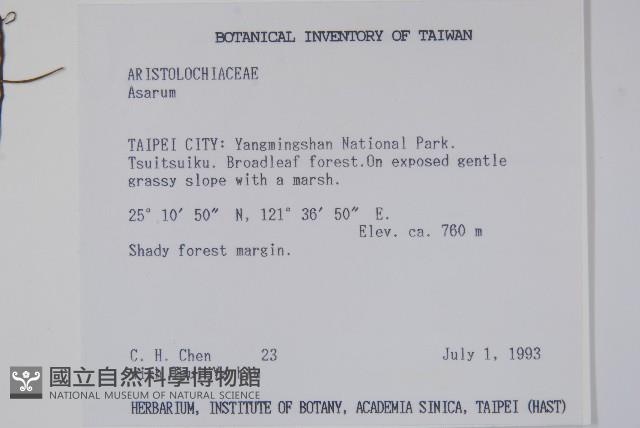 BOTANICAL INVENTORY OF TAIWAN
ARISTOLOCHIACEAE
Asarum
TAIPEI CITY: Yangmingshan National Park.
Tsuitsuiku. Broadleaf forest.On exposed gentle
grassy slope with a marsh.
25° 10′ 50″ N, 121° 36′ 50″ E.
Elev. ca. 760 m
Shady forest margin.
C. H. Chen 23 July 1, 1993
國立自然科學博物館
NATIONAL MUSEUM OF NATURAL SCIENCE
HERBARIUM, INSTITUTE OF BOTANY, ACADEMIA SINICA, TAIPEI (HAST)